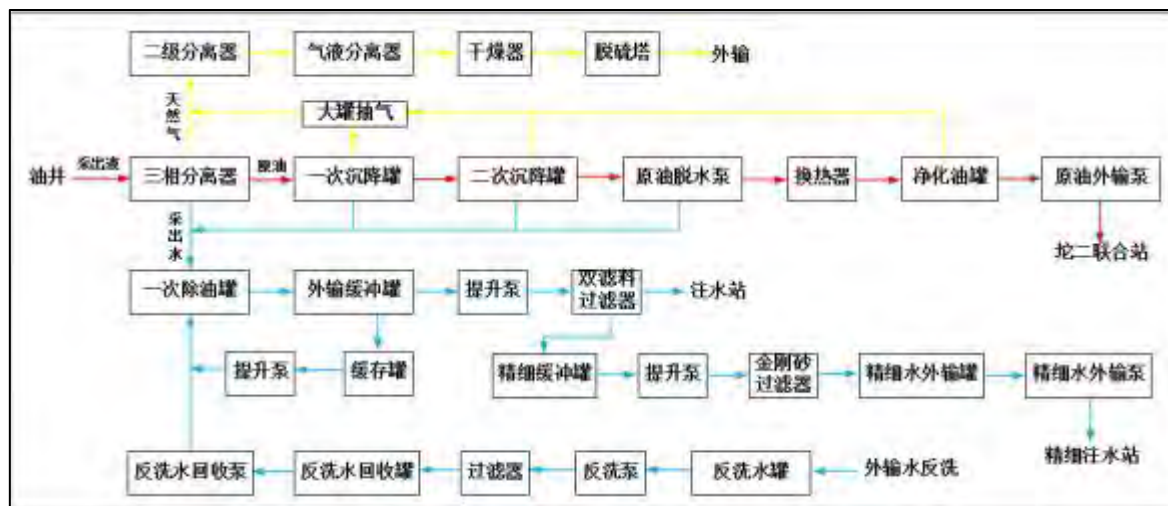 二级分离器
气液分离器
干燥器
脱硫塔
外输
天然气
大罐抽气
油井
采出液
三相分离器
原油
一次沉降罐
二次沉降罐
原油脱水泵
换热器
净化油罐
原油外输泵
采出水
坨二联合站
一次除油罐
外输缓冲罐
提升泵
双滤料
过滤器
注水站
提升泵
缓存罐
精细缓冲罐
提升泵
金刚砂
过滤器
精细水外输罐
精细水外输泵
反洗水回收泵
反洗水回收罐
过滤器
反洗泵
反洗水罐
外输水反洗
精细注水站